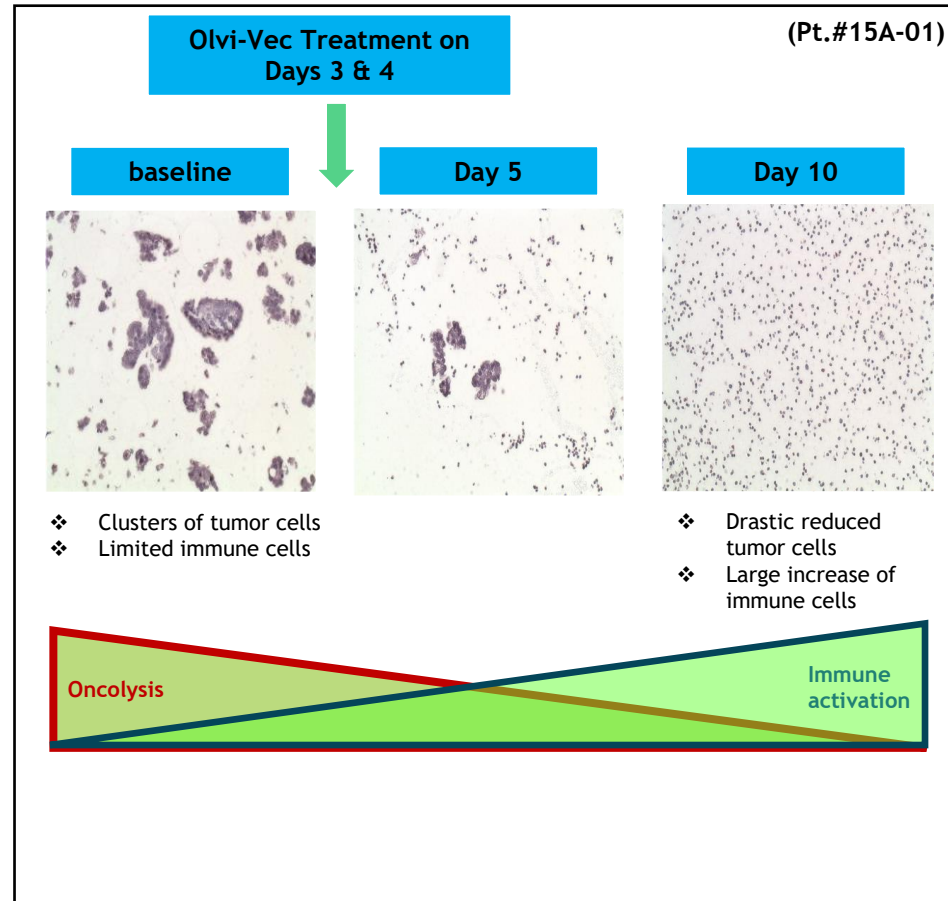 (Pt.#15A-01)
Olvi-Vec Treatment on
Days 3 & 4
baseline
Day 5
Day 10
❖ Clusters of tumor cells
❖ Limited immune cells
❖ Drastic reduced
tumor cells
❖ Large increase of
immune cells
Oncolysis
Immune
activation